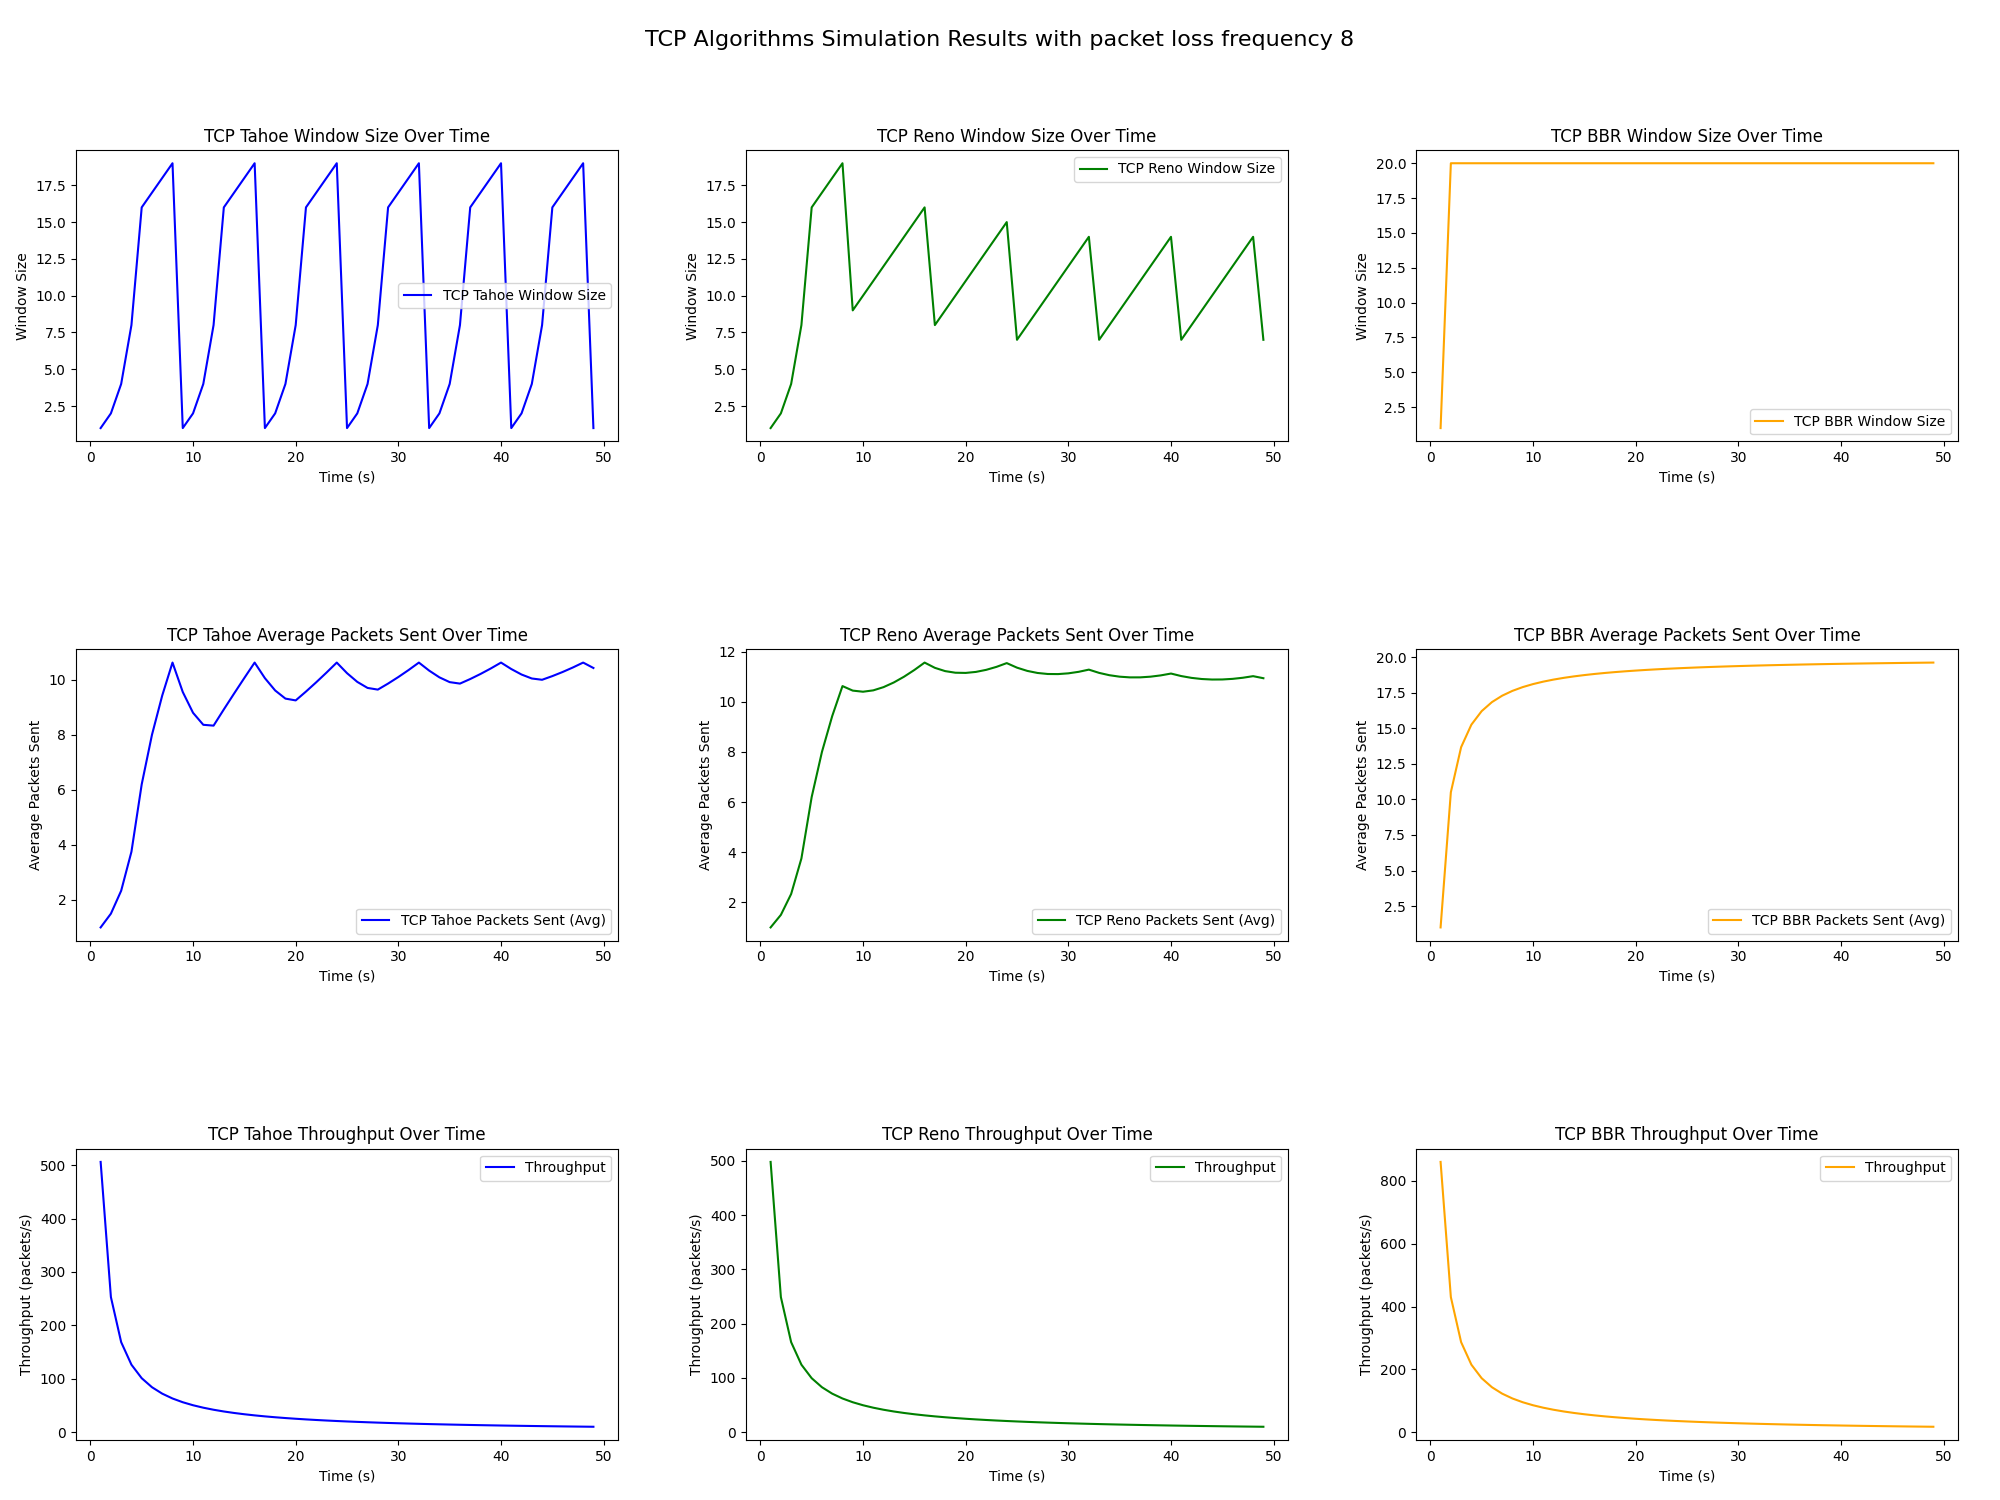 TCP Algorithms Simulation Results with packet loss frequency 8
TCP Tahoe Window Size Over Time
Window Size
17.5
15.0
12.5
10.0
7.5
5.0
2.5
TCP Tahoe Window Size
0 10 20 30 40 50
Time (s)
TCP Reno Window Size Over Time
Window Size
17.5
15.0
12.5
10.0
7.5
5.0
2.5
TCP Reno Window Size
0 10 20 30 40 50
Time (s)
TCP BBR Window Size Over Time
Window Size
20.0
17.5
15.0
12.5
10.0
7.5
5.0
2.5
TCP BBR Window Size
0 10 20 30 40 50
Time (s)
TCP Tahoe Average Packets Sent Over Time
Average Packets Sent
10
8
6
4
2
TCP Tahoe Packets Sent (Avg)
0 10 20 30 40 50
Time (s)
TCP Reno Average Packets Sent Over Time
Average Packets Sent
12
10
8
6
4
2
TCP Reno Packets Sent (Avg)
0 10 20 30 40 50
Time (s)
TCP BBR Average Packets Sent Over Time
Average Packets Sent
20.0
17.5
15.0
12.5
10.0
7.5
5.0
2.5
TCP BBR Packets Sent (Avg)
0 10 20 30 40 50
Time (s)
TCP Tahoe Throughput Over Time
Throughput (packets/s)
500
400
300
200
100
0
Throughput
0 10 20 30 40 50
Time (s)
TCP Reno Throughput Over Time
Throughput (packets/s)
500
400
300
200
100
0
Throughput
0 10 20 30 40 50
Time (s)
TCP BBR Throughput Over Time
Throughput (packets/s)
800
600
400
200
0
Throughput
0 10 20 30 40 50
Time (s)